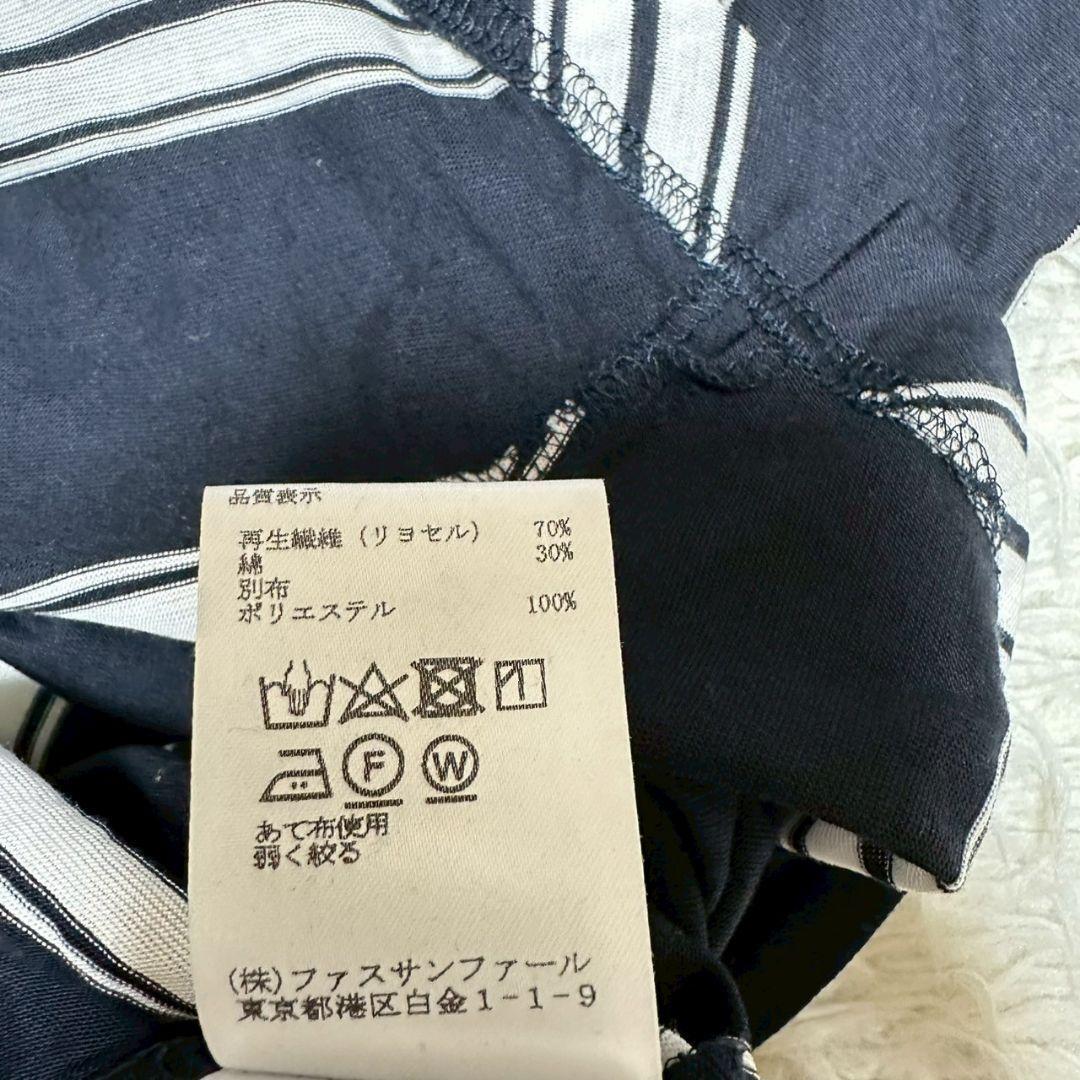 品質表示
再生繊維(リヨセル) 70%
綿 30%
別布
ポリエステル 100%
F W
あて布使用
弱く絞る
(株)ファスサンファール
東京都港区白金1-1-9